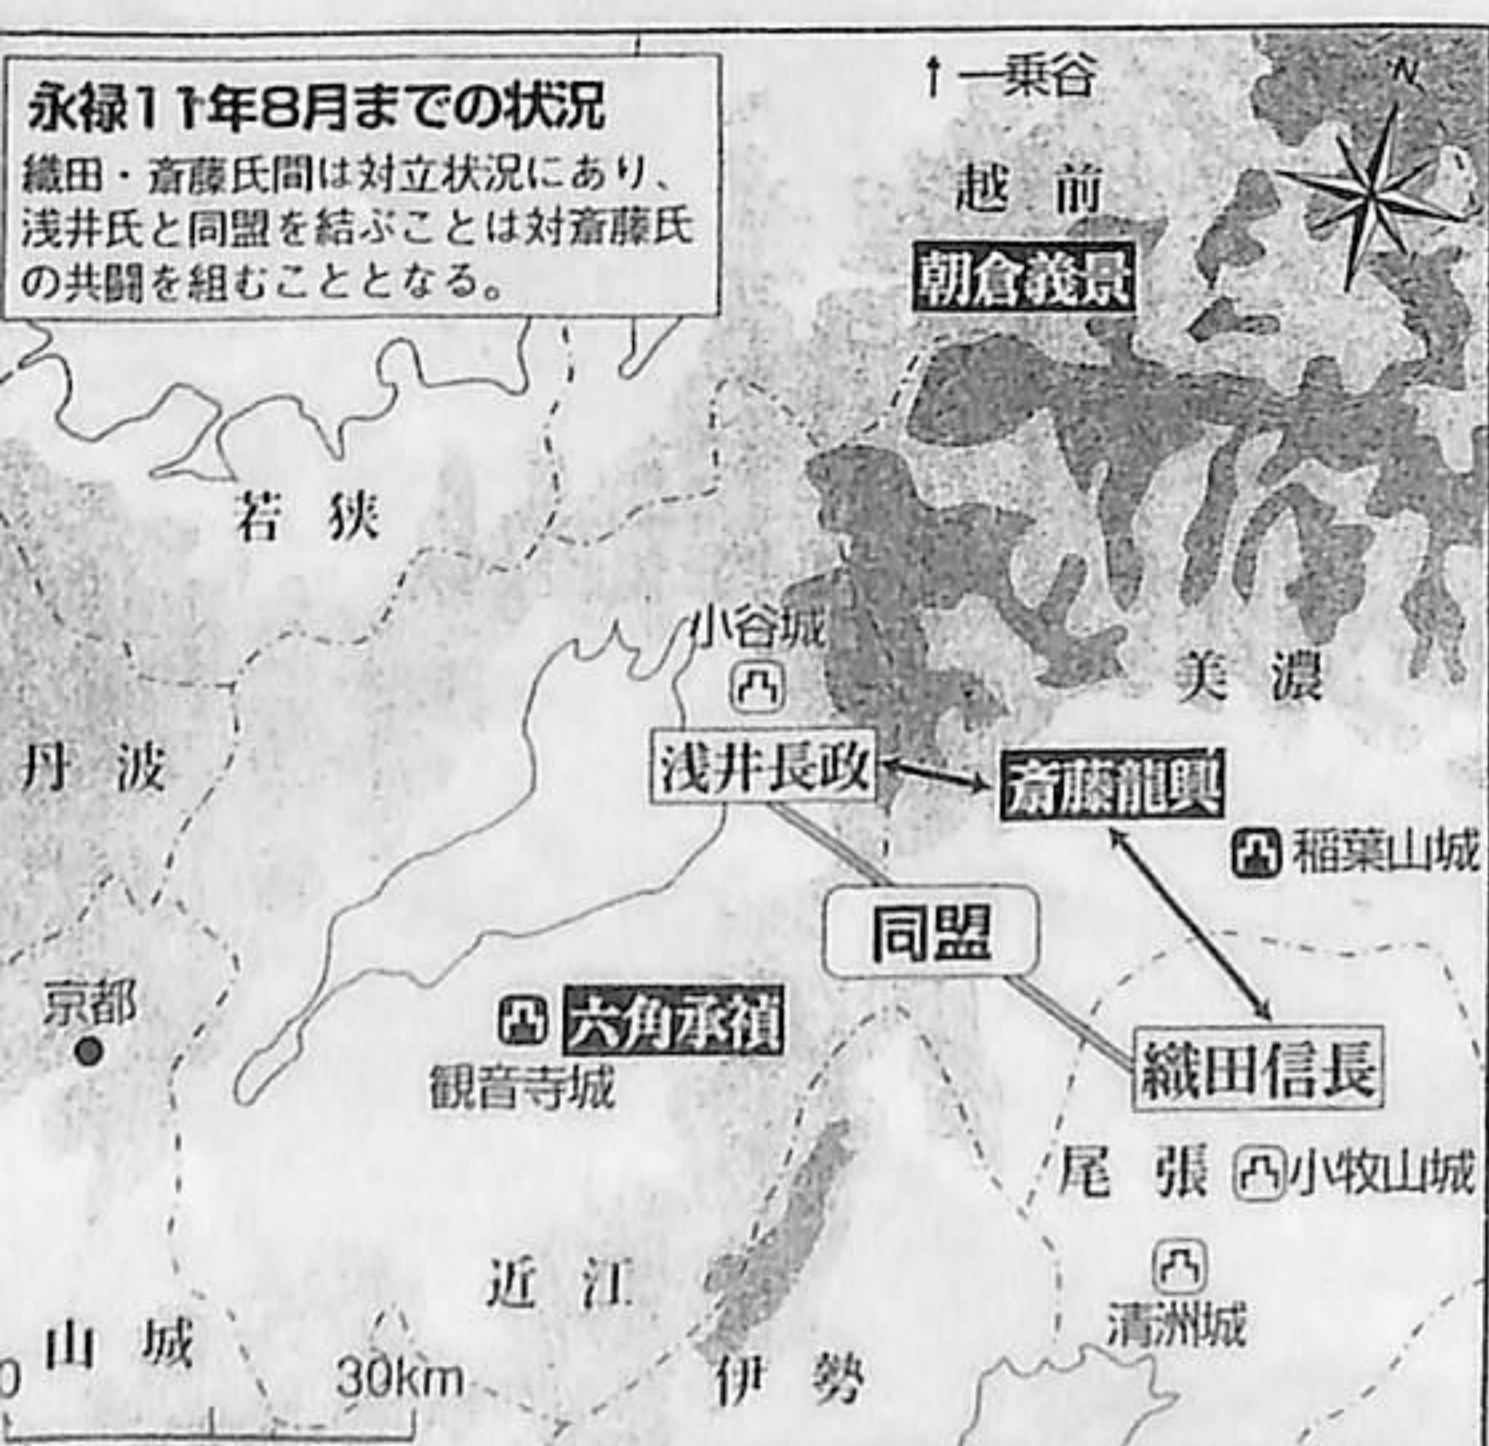 永禄11年8月までの状況
織田・斎藤氏間は対立状況にあり、
浅井氏と同盟を結ぶことは対斎藤氏
の共闘を組むこととなる。
↑一乗谷
N
越前
朝倉義景
若狭
小谷城
美濃
浅井長政
斎藤龍興
丹波
稲葉山城
同盟
京都
六角承禎
観音寺城
織田信長
尾張
小牧山城
近江
清洲城
山城
伊勢
0
30km